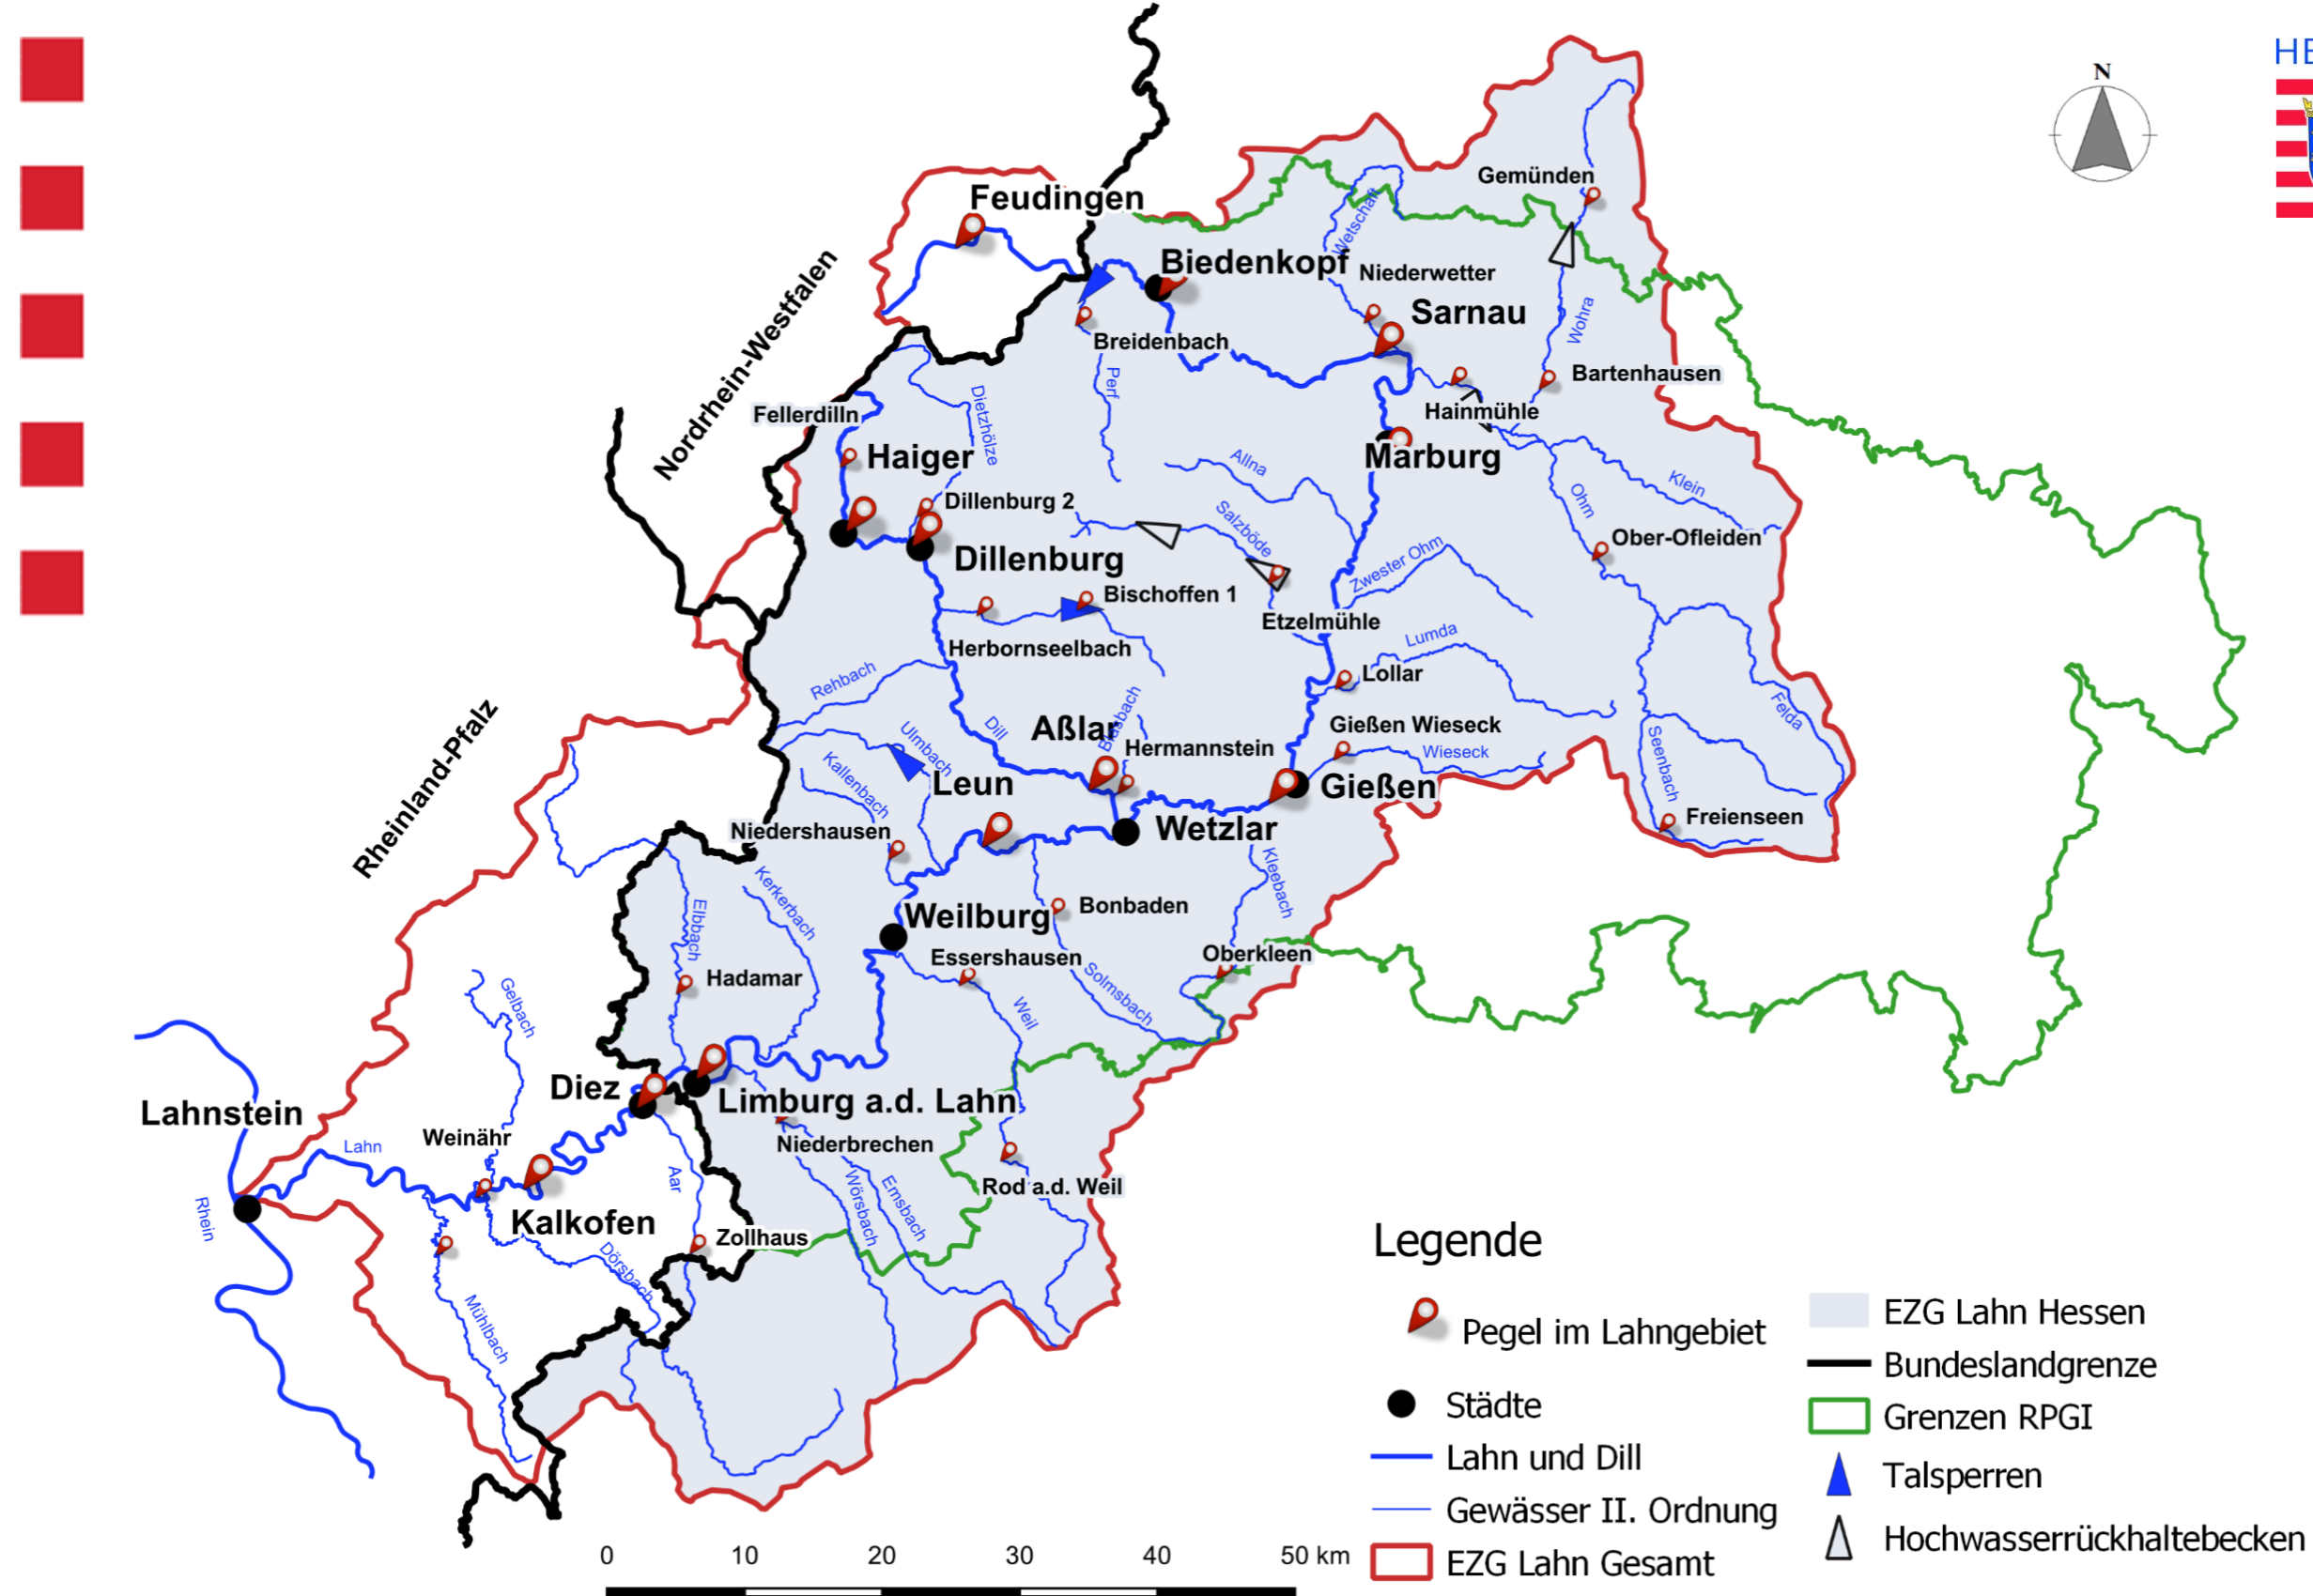 HE
N
Feudingen
Gemünden
Wetschaft
Biedenkopf
Niederwetter
Nordrhein-Westfalen
Sarnau
Wohra
Breidenbach
Perf
Bartenhausen
Fellerdilln
Dietzhölze
Hainmühle
Haiger
Marburg
Allna
Klein
Dillenburg 2
Ohm
Salzböde
Dillenburg
Ober-Ofleiden
Zwester Ohm
Bischoffen 1
Etzelmühle
Herbornseelbach
Lumda
Rehbach
Lollar
Felda
Rheinland-Pfalz
Dill
Aßlar
Gießen Wieseck
Ulmbach
Hermannstein
Wieseck
Seenbach
Kallenbach
Leun
Gießen
Niedershausen
Wetzlar
Freienseen
Kerkerbach
Kleebach
Elbbach
Weilburg
Bonbaden
Essershausen
Oberkleen
Hadamar
Solmsbach
Gelbach
Weil
Diez
Limburg a.d. Lahn
Lahnstein
Weinähr
Niederbrechen
Lahn
Aar
Rod a.d. Weil
Rhein
Wörsbach
Emsbach
Kalkofen
Zollhaus
Dörsbach
Mühlbach
Legende
Pegel im Lahngebiet
Städte
Lahn und Dill
Gewässer II. Ordnung
EZG Lahn Gesamt
EZG Lahn Hessen
Bundeslandgrenze
Grenzen RPGI
Talsperren
Hochwasserrückhaltebecken
0 10 20 30 40 50 km